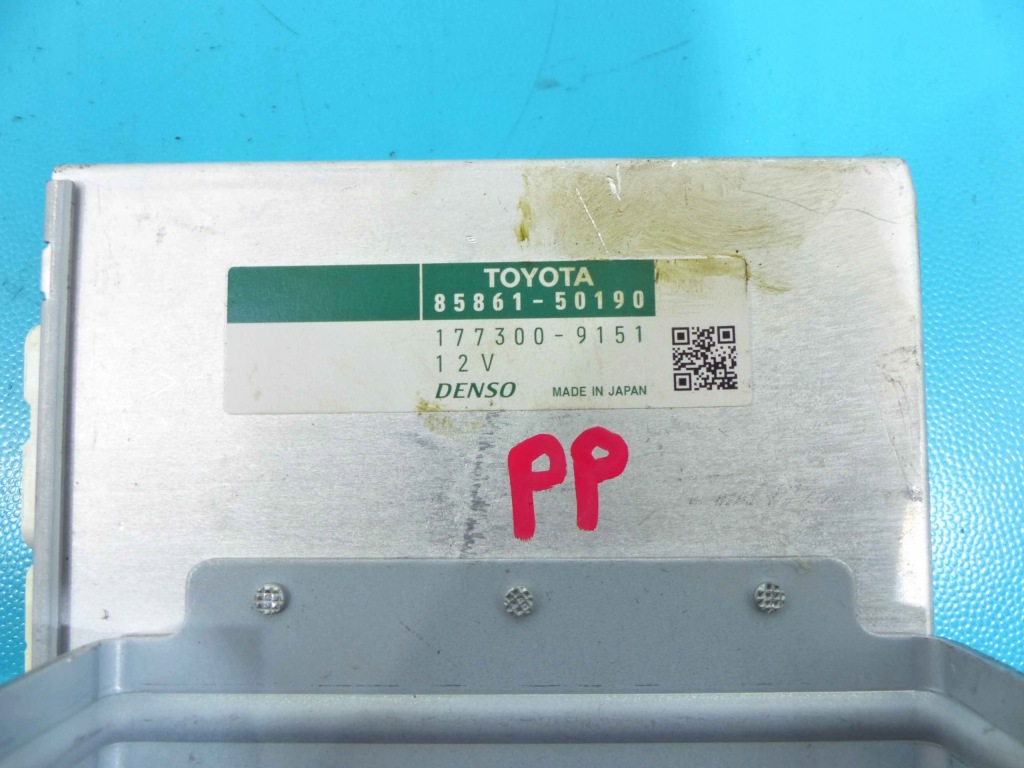 TOYOTA
85861-50190
177300-9151
12V
DENSO MADE IN JAPAN
PP